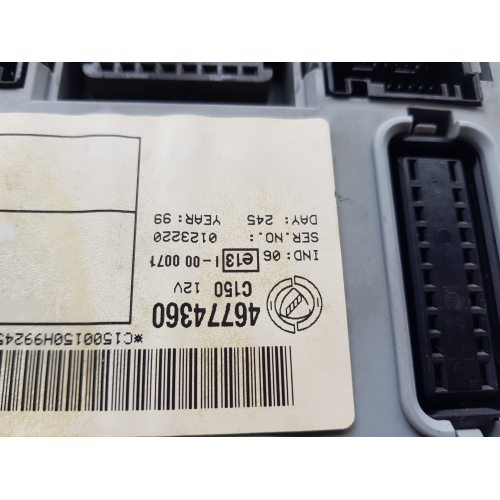 *C1500150H99245
46774360
C150 12V
IND: 06 e13 I-00 0071
SER.NO.: 0123220
DAY: 245 YEAR: 99